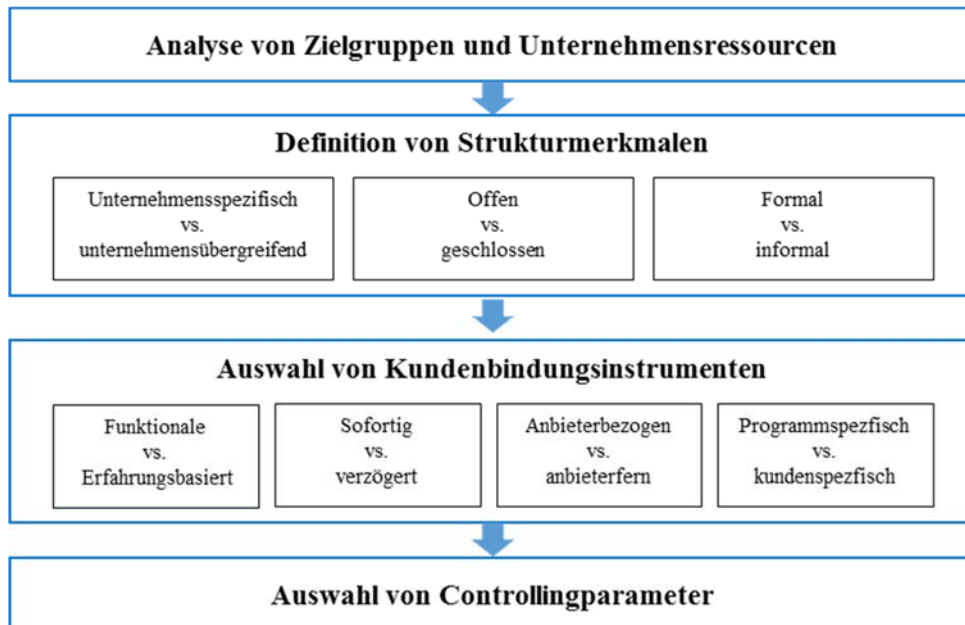 Analyse von Zielgruppen und Unternehmensressourcen
Definition von Strukturmerkmalen
Unternehmensspezifisch
vs.
unternehmensübergreifend
Offen
vs.
geschlossen
Formal
vs.
informal
Auswahl von Kundenbindungsinstrumenten
Funktionale
vs.
Erfahrungsbasiert
Sofortig
vs.
verzögert
Anbieterbezogen
vs.
anbieterfern
Programmspezfisch
vs.
kundenspezfisch
Auswahl von Controllingparameter